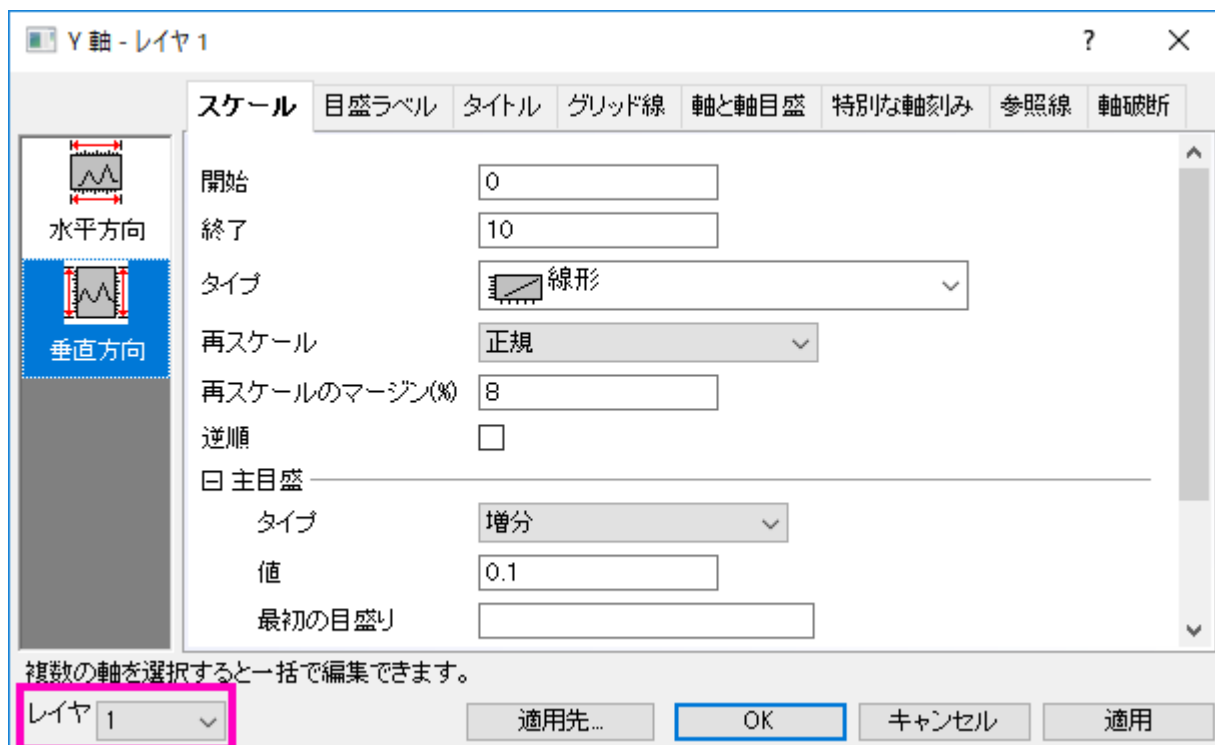 Y 軸 - レイヤ 1
スケール 目盛ラベル タイトル グリッド線 軸と軸目盛 特別な軸刻み 参照線 軸破断
水平方向
垂直方向
開始 0
終了 10
タイプ 線形
再スケール 正規
再スケールのマージン(%) 8
逆順
主目盛
タイプ 増分
値 0.1
最初の目盛り
複数の軸を選択すると一括で編集できます。
レイヤ 1 適用先... OK キャンセル 適用